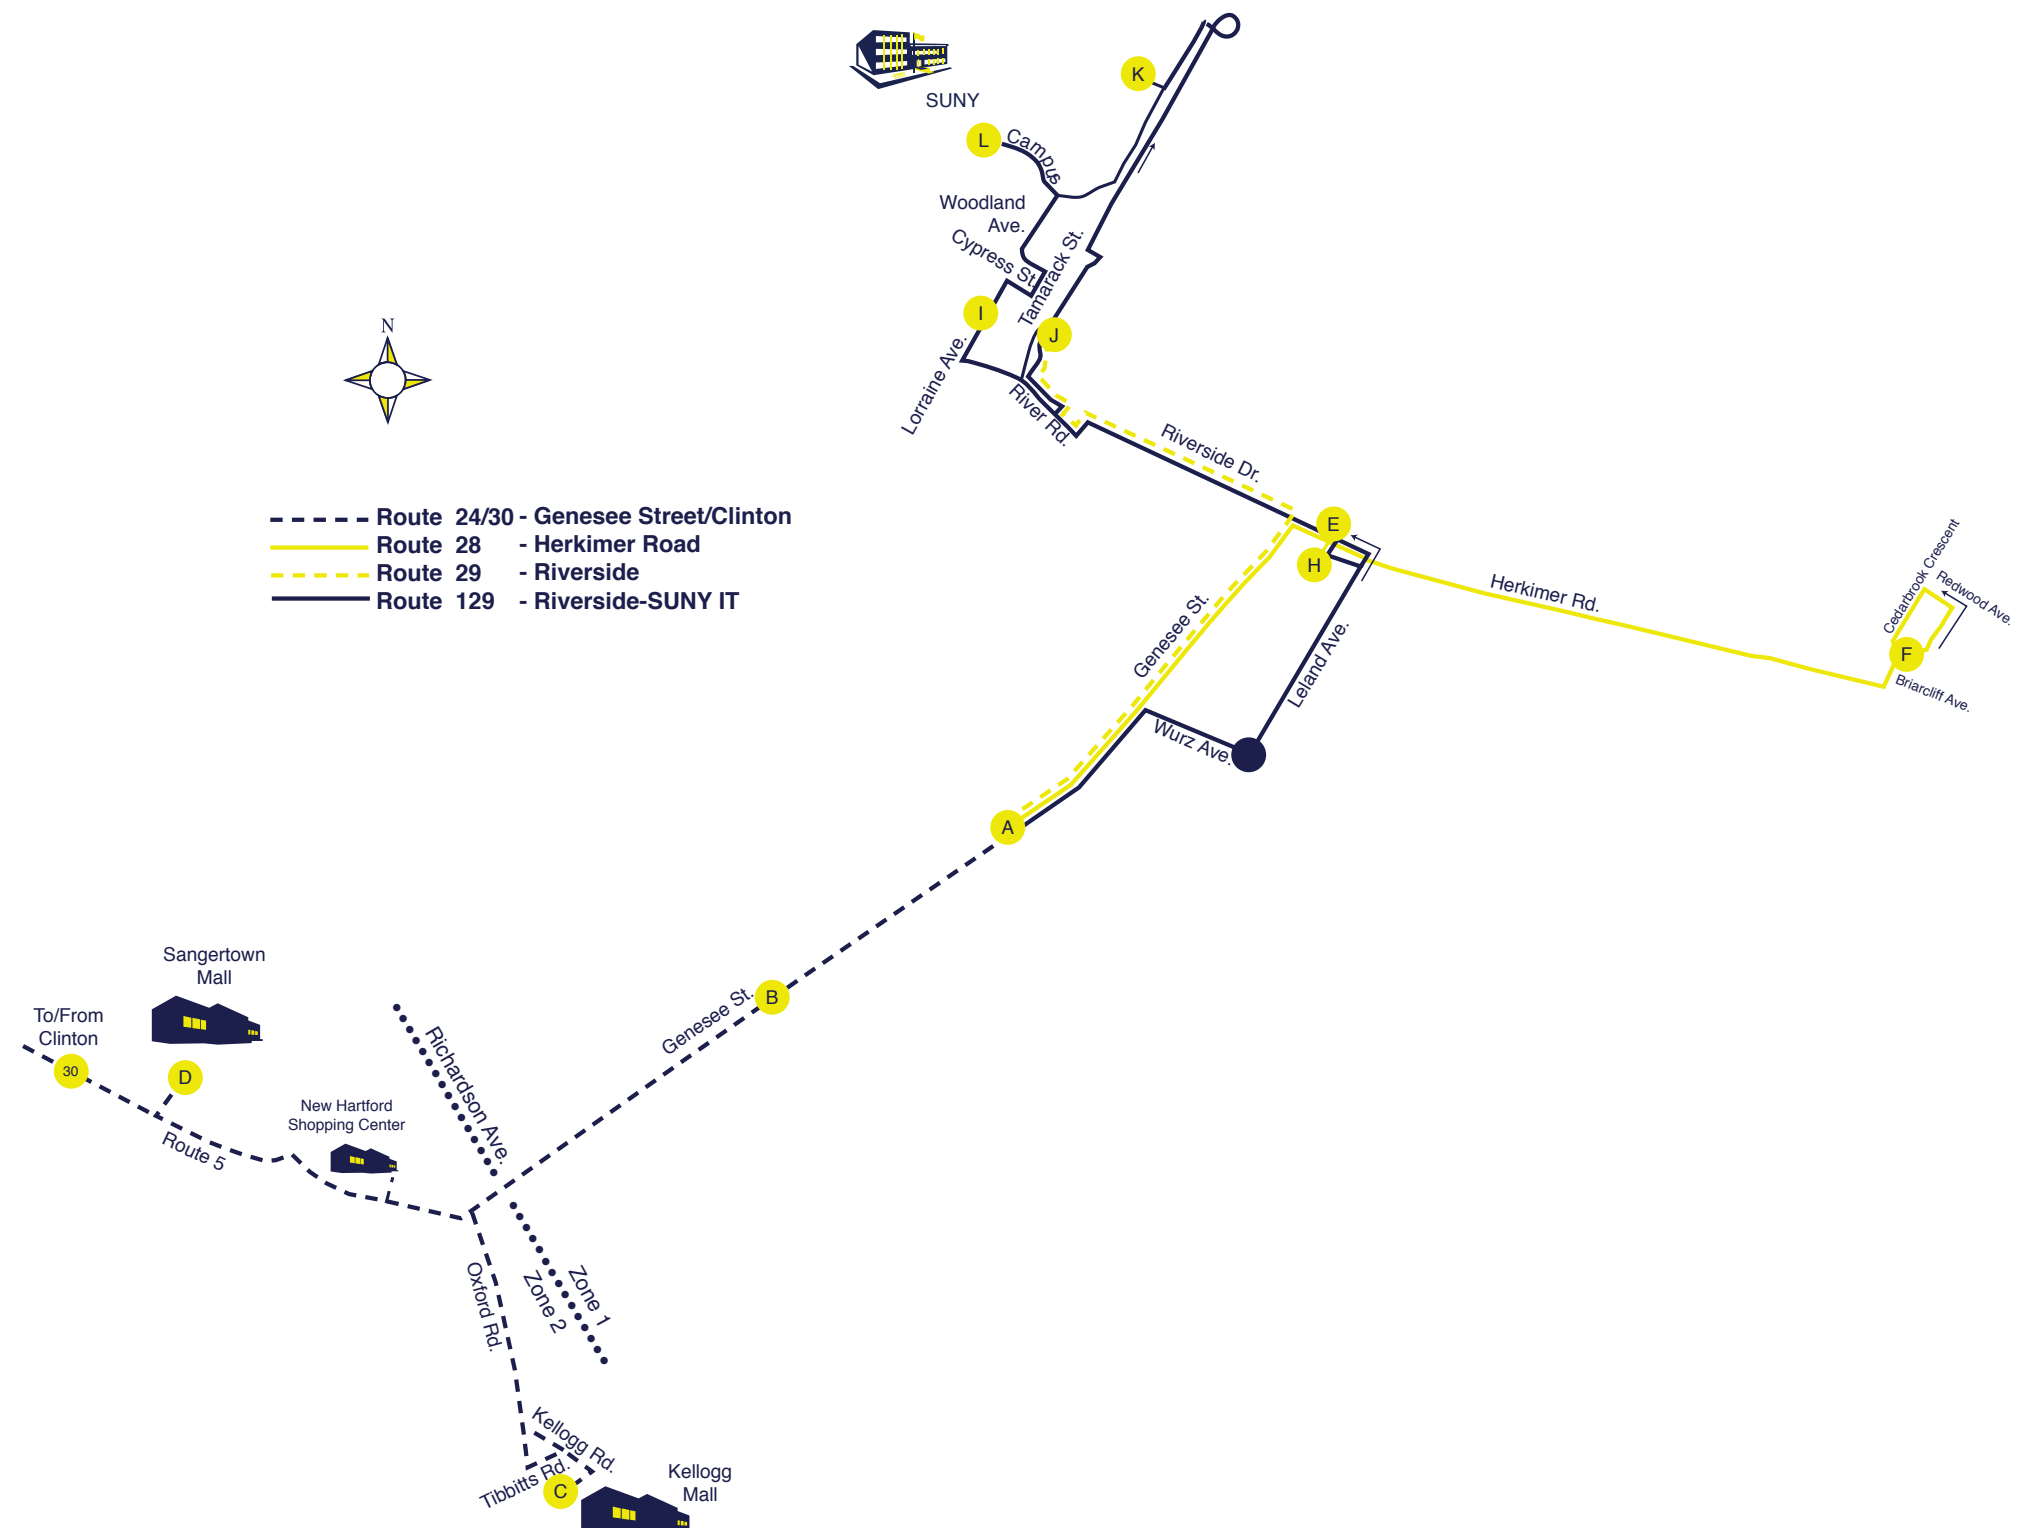 K
SUNY
L
Campus
Woodland
Ave.
Cypress St.
Tamarack St.
I
J
N
Lorraine Ave.
River Rd.
Riverside Dr.
Route 24/30 - Genesee Street/Clinton
Route 28 - Herkimer Road
Route 29 - Riverside
Route 129 - Riverside-SUNY IT
E
H
Herkimer Rd.
Cedarbrook Crescent
Redwood Ave.
F
Briarcliff Ave.
Genesee St.
Leland Ave.
Wurz Ave.
A
Sangertown
Mall
B
Genesee St.
To/From
Clinton
30
D
Richardson Ave.
New Hartford
Shopping Center
Route 5
Oxford Rd.
Zone 1
Zone 2
Kellogg Rd.
Tibbitts Rd.
C
Kellogg
Mall